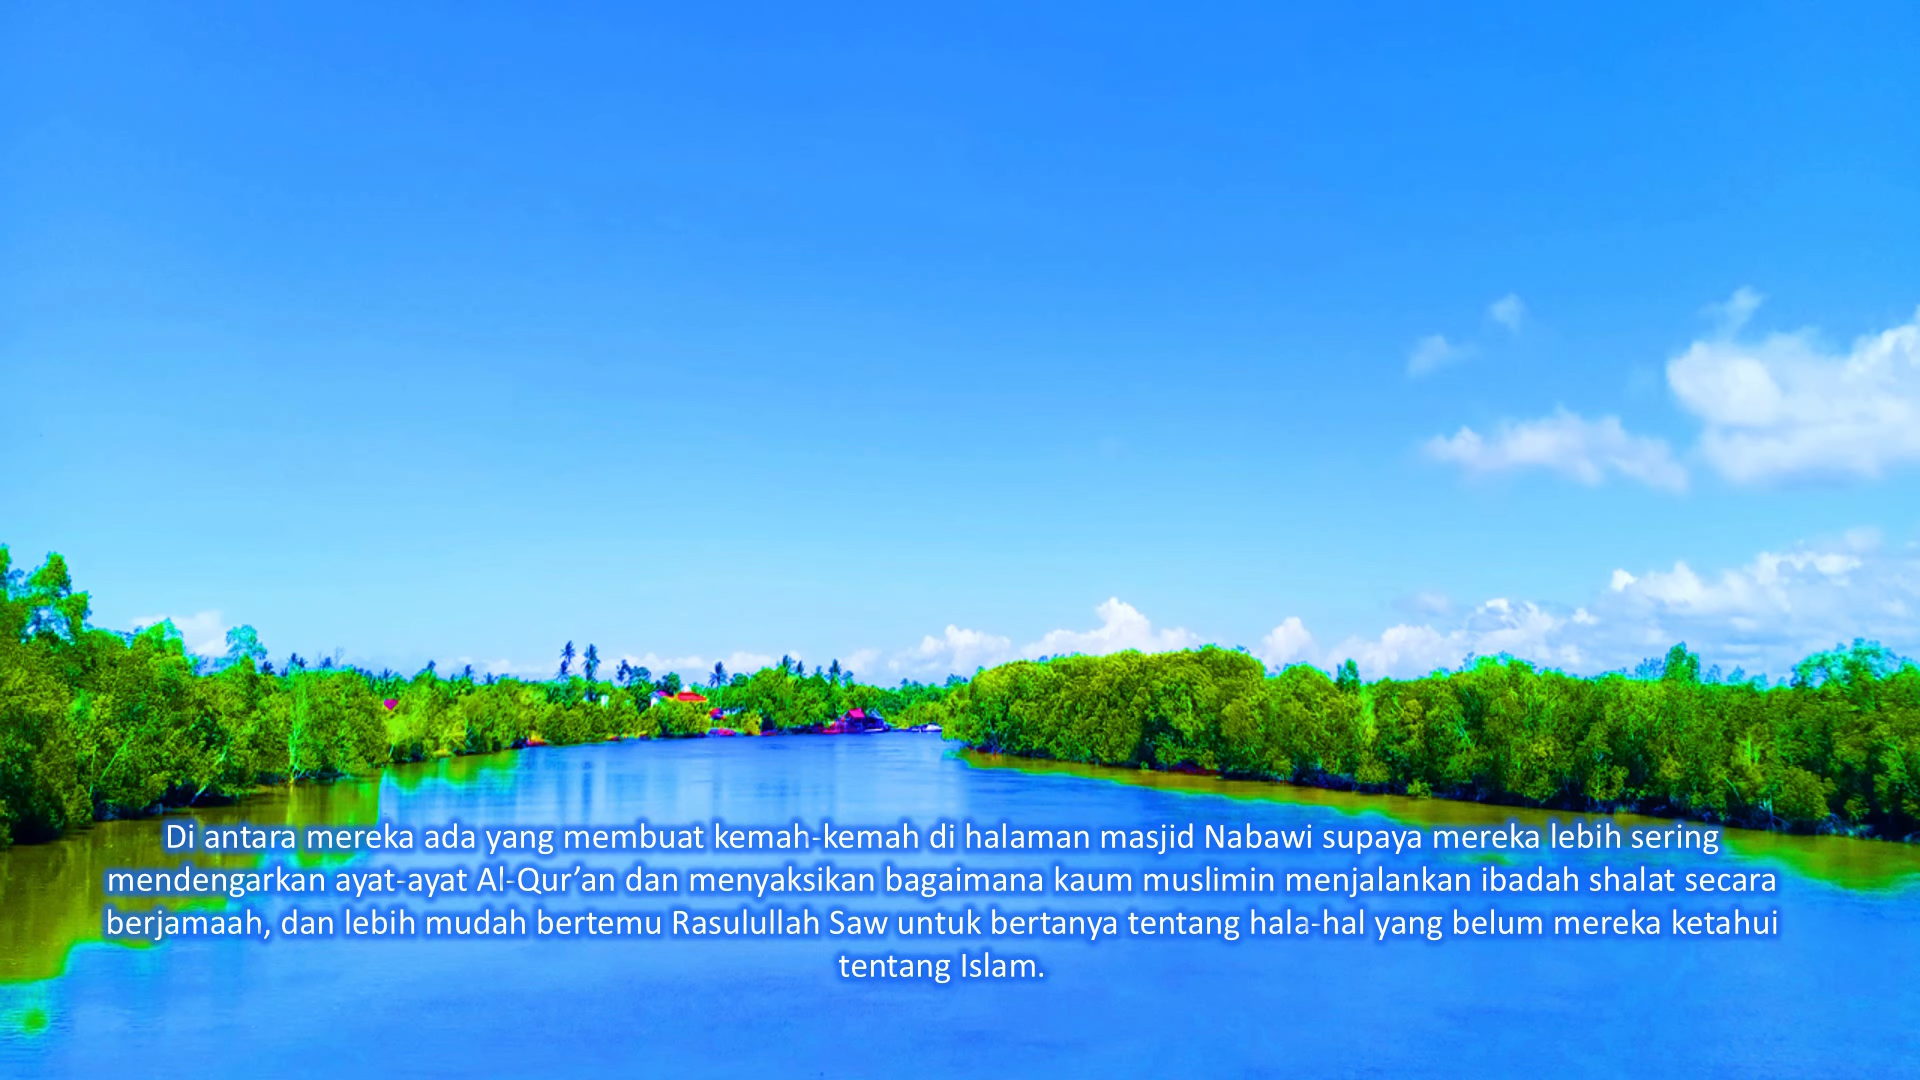 Di antara mereka ada yang membuat kemah-kemah di halaman masjid Nabawi supaya mereka lebih sering
mendengarkan ayat-ayat Al-Qur’an dan menyaksikan bagaimana kaum muslimin menjalankan ibadah shalat secara
berjamaah, dan lebih mudah bertemu Rasulullah Saw untuk bertanya tentang hala-hal yang belum mereka ketahui
tentang Islam.